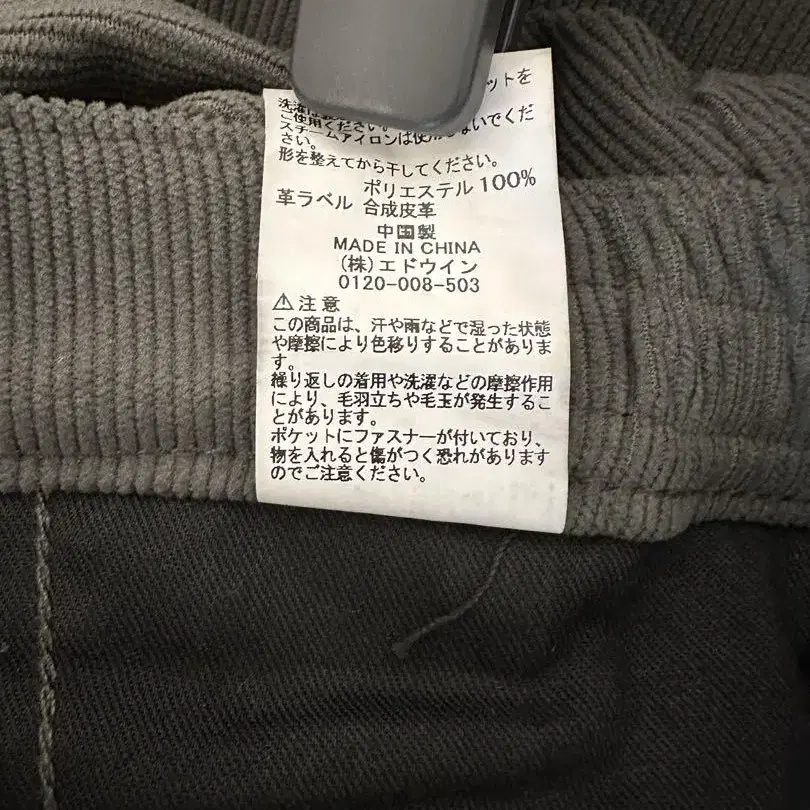 ットを
洗濯
ご使用ください。
スチームアイロンは使用しないでくだ
さい。
形を整えてから干してください。
ポリエステル 100%
革ラベル 合成皮革
中国製
MADE IN CHINA
(株)エドウイン
0120-008-503
⚠注意
この商品は、汗や雨などで湿った状態
や摩擦により色移りすることがありま
す。
繰り返しの着用や洗濯などの摩擦作用
により、毛羽立ちや毛玉が発生するこ
とがあります。
ポケットにファスナーが付いており、
物を入れると傷がつく恐れがあります
のでご注意ください。